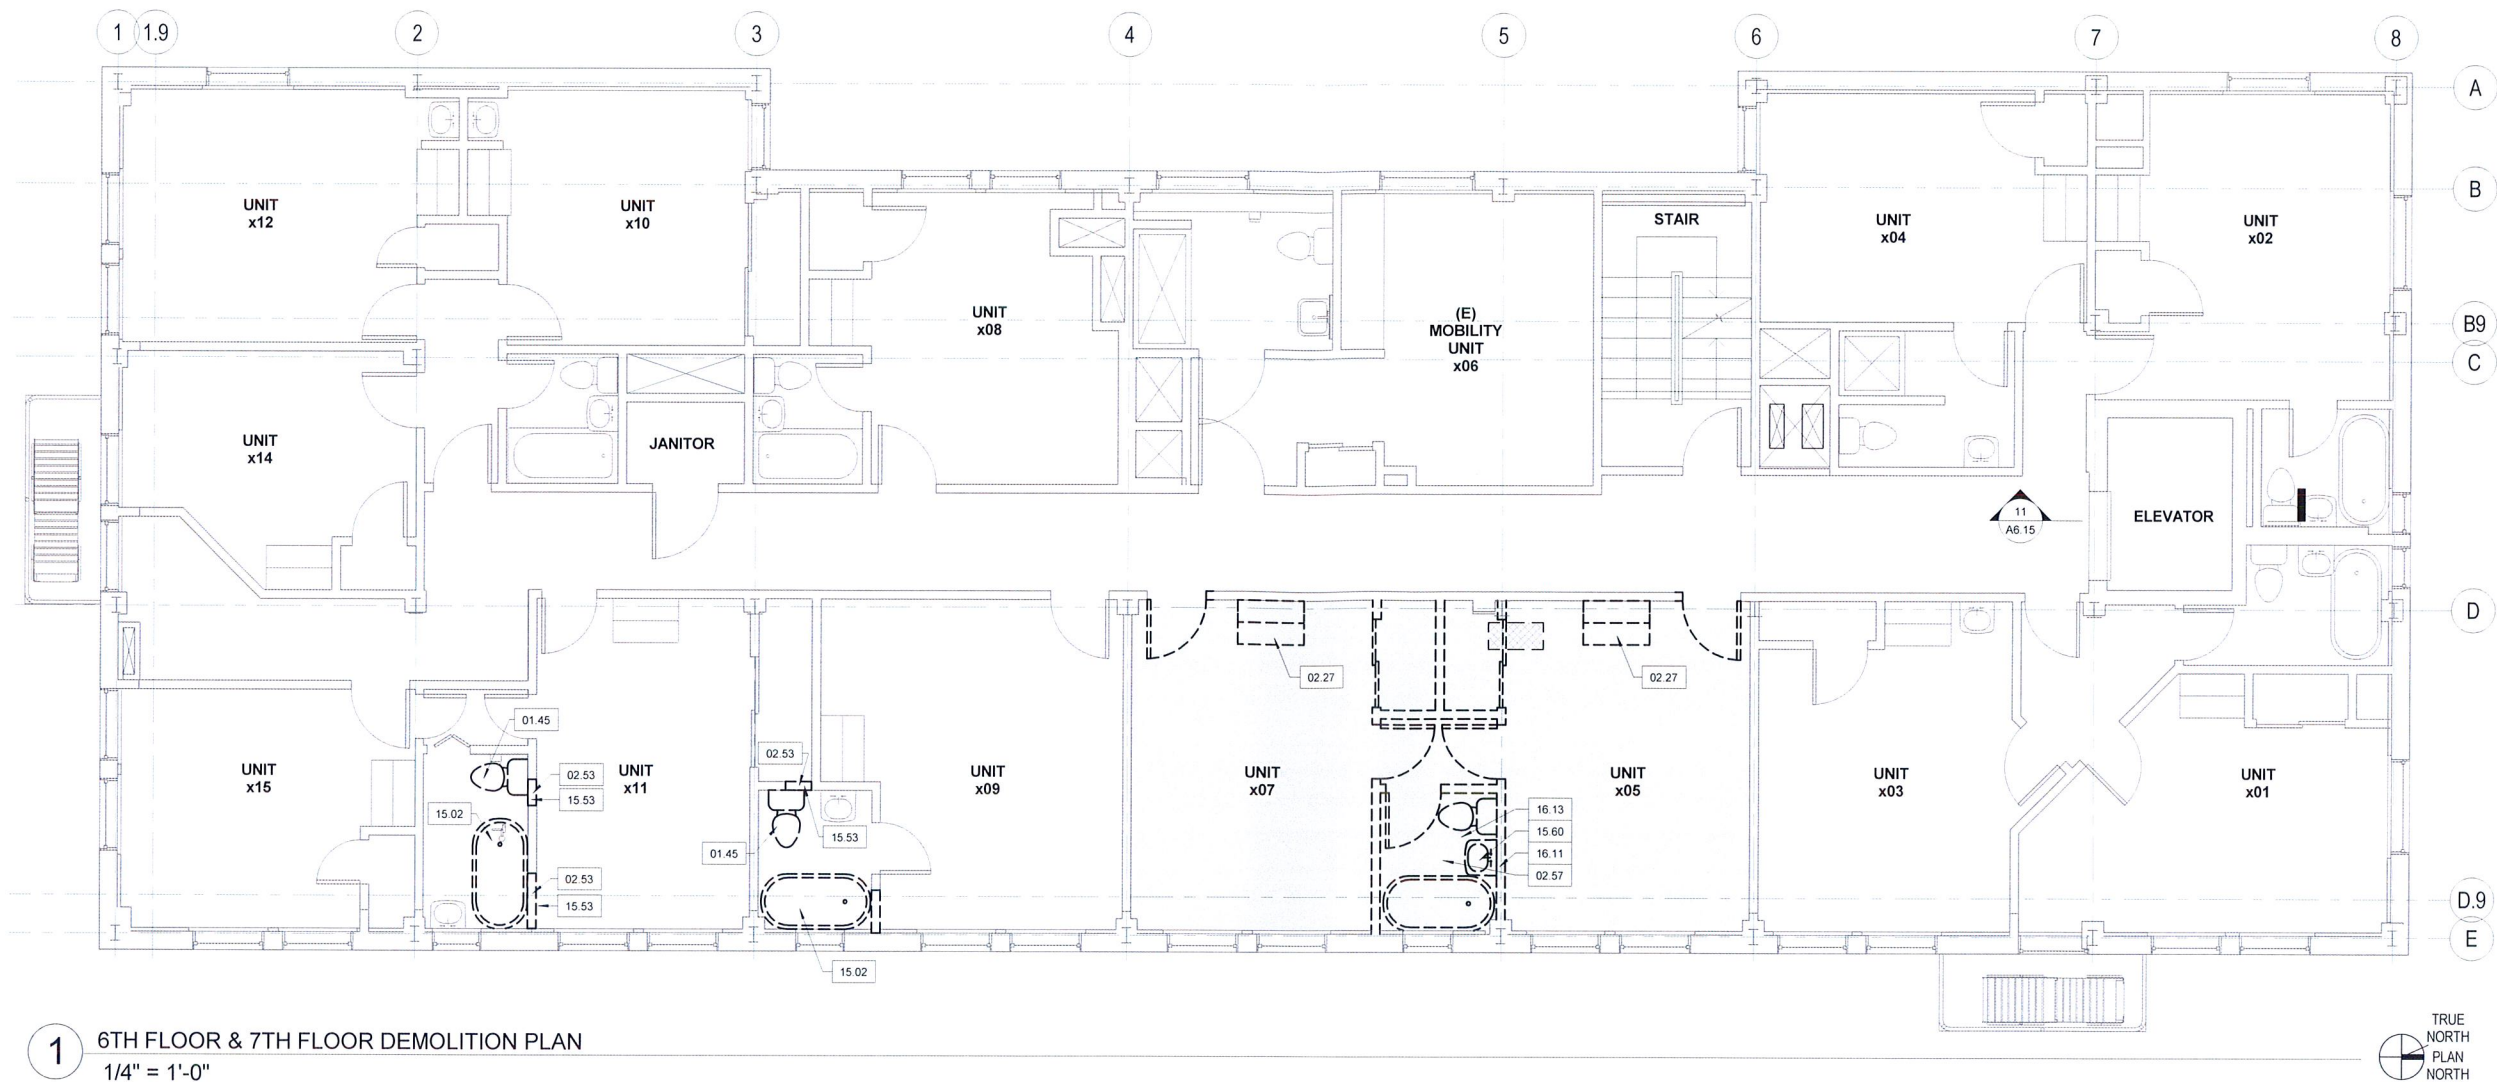 1
1.9
2
3
4
5
6
7
8
A
B
B9
C
D
D.9
E
UNIT
x12
UNIT
x10
UNIT
x08
(E)
MOBILITY
UNIT
x06
STAIR
UNIT
x04
UNIT
x02
UNIT
x14
JANITOR
11
A6.15
ELEVATOR
02.27
02.27
01.45
02.53
15.53
15.02
02.53
15.53
UNIT
x15
UNIT
x11
02.53
15.53
01.45
15.02
UNIT
x09
UNIT
x07
UNIT
x05
16.13
15.60
16.11
02.57
UNIT
x03
UNIT
x01
1
6TH FLOOR & 7TH FLOOR DEMOLITION PLAN
1/4" = 1'-0"
TRUE
NORTH
PLAN
NORTH